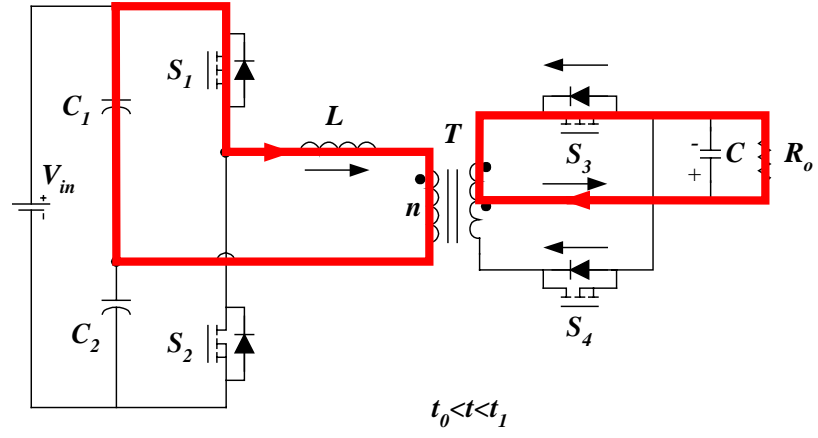 S1
C1
L
T
S3
- C
+
Ro
Vin
+
-
n
C2
S2
S4
t0<t<t1